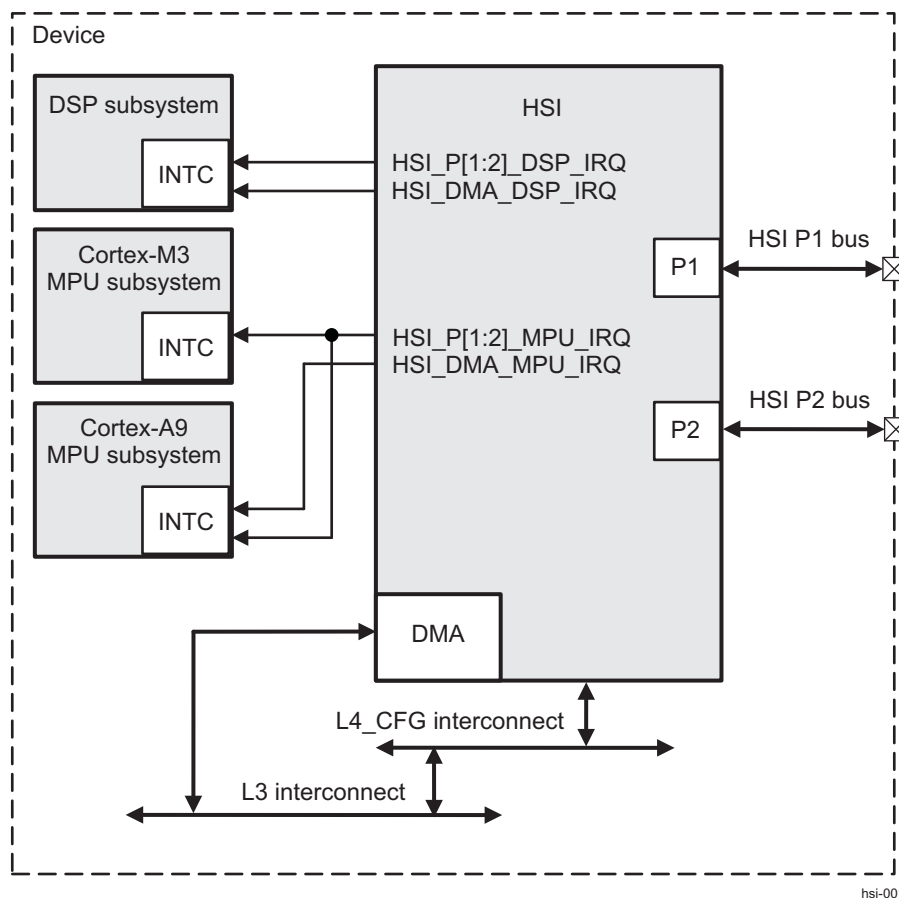 Device
DSP subsystem
INTC
Cortex-M3
MPU subsystem
INTC
Cortex-A9
MPU subsystem
INTC
HSI
HSI_P[1:2]_DSP_IRQ
HSI_DMA_DSP_IRQ
HSI_P[1:2]_MPU_IRQ
HSI_DMA_MPU_IRQ
P1
HSI P1 bus
P2
HSI P2 bus
DMA
L4_CFG interconnect
L3 interconnect
hsi-00